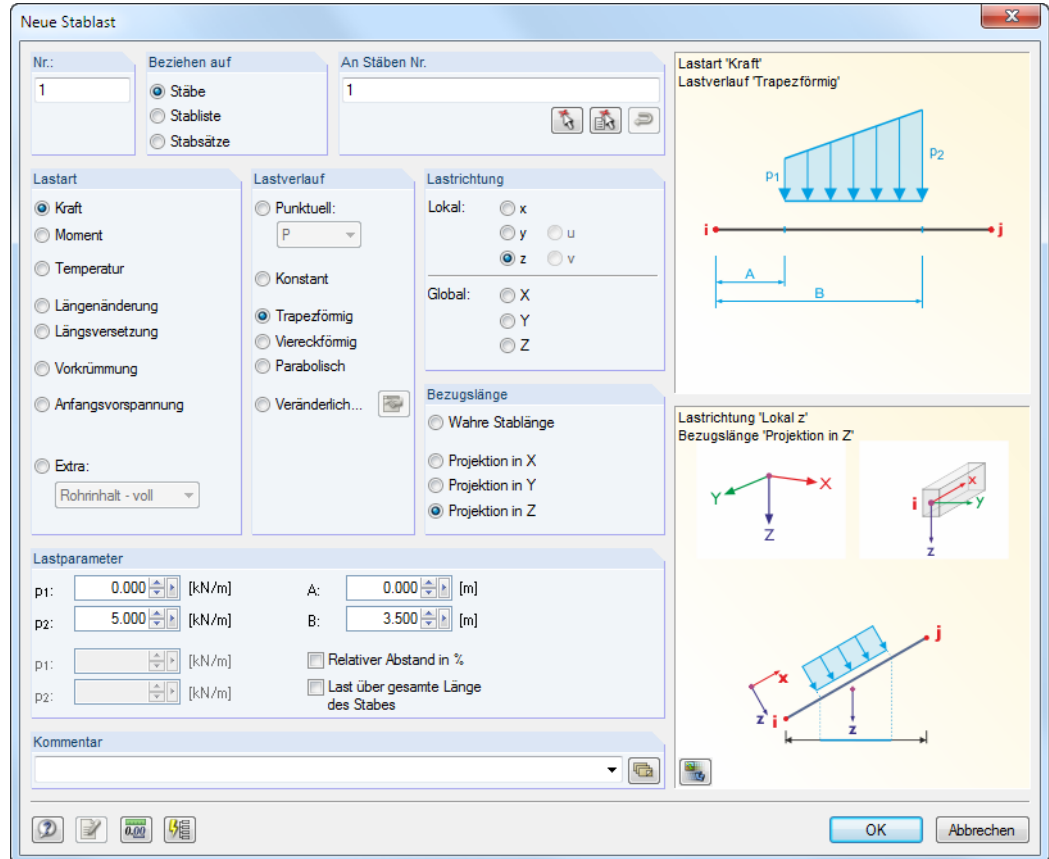 Neue Stablast
Nr.:
1
Beziehen auf
Stäbe
Stabliste
Stabsätze
An Stäben Nr.
1
Lastart
Kraft
Moment
Temperatur
Längenänderung
Längsversetzung
Vorkrümmung
Anfangsvorspannung
Extra:
Rohrinhalt - voll
Lastverlauf
Punktuell:
P
Konstant
Trapezförmig
Viereckförmig
Parabolisch
Veränderlich...
Lastrichtung
Lokal:
x
y
u
z
v
Global:
X
Y
Z
Bezugslänge
Wahre Stablänge
Projektion in X
Projektion in Y
Projektion in Z
Lastparameter
p1: 0.000 [kN/m]
p2: 5.000 [kN/m]
p1: [kN/m]
p2: [kN/m]
A: 0.000 [m]
B: 3.500 [m]
Relativer Abstand in %
Last über gesamte Länge
des Stabes
Kommentar
Lastart 'Kraft'
Lastverlauf 'Trapezförmig'
p2
p1
i
j
A
B
Lastrichtung 'Lokal z'
Bezugslänge 'Projektion in Z'
Y
X
Z
x
i
y
z
j
x
z
i
z
0.00
OK
Abbrechen